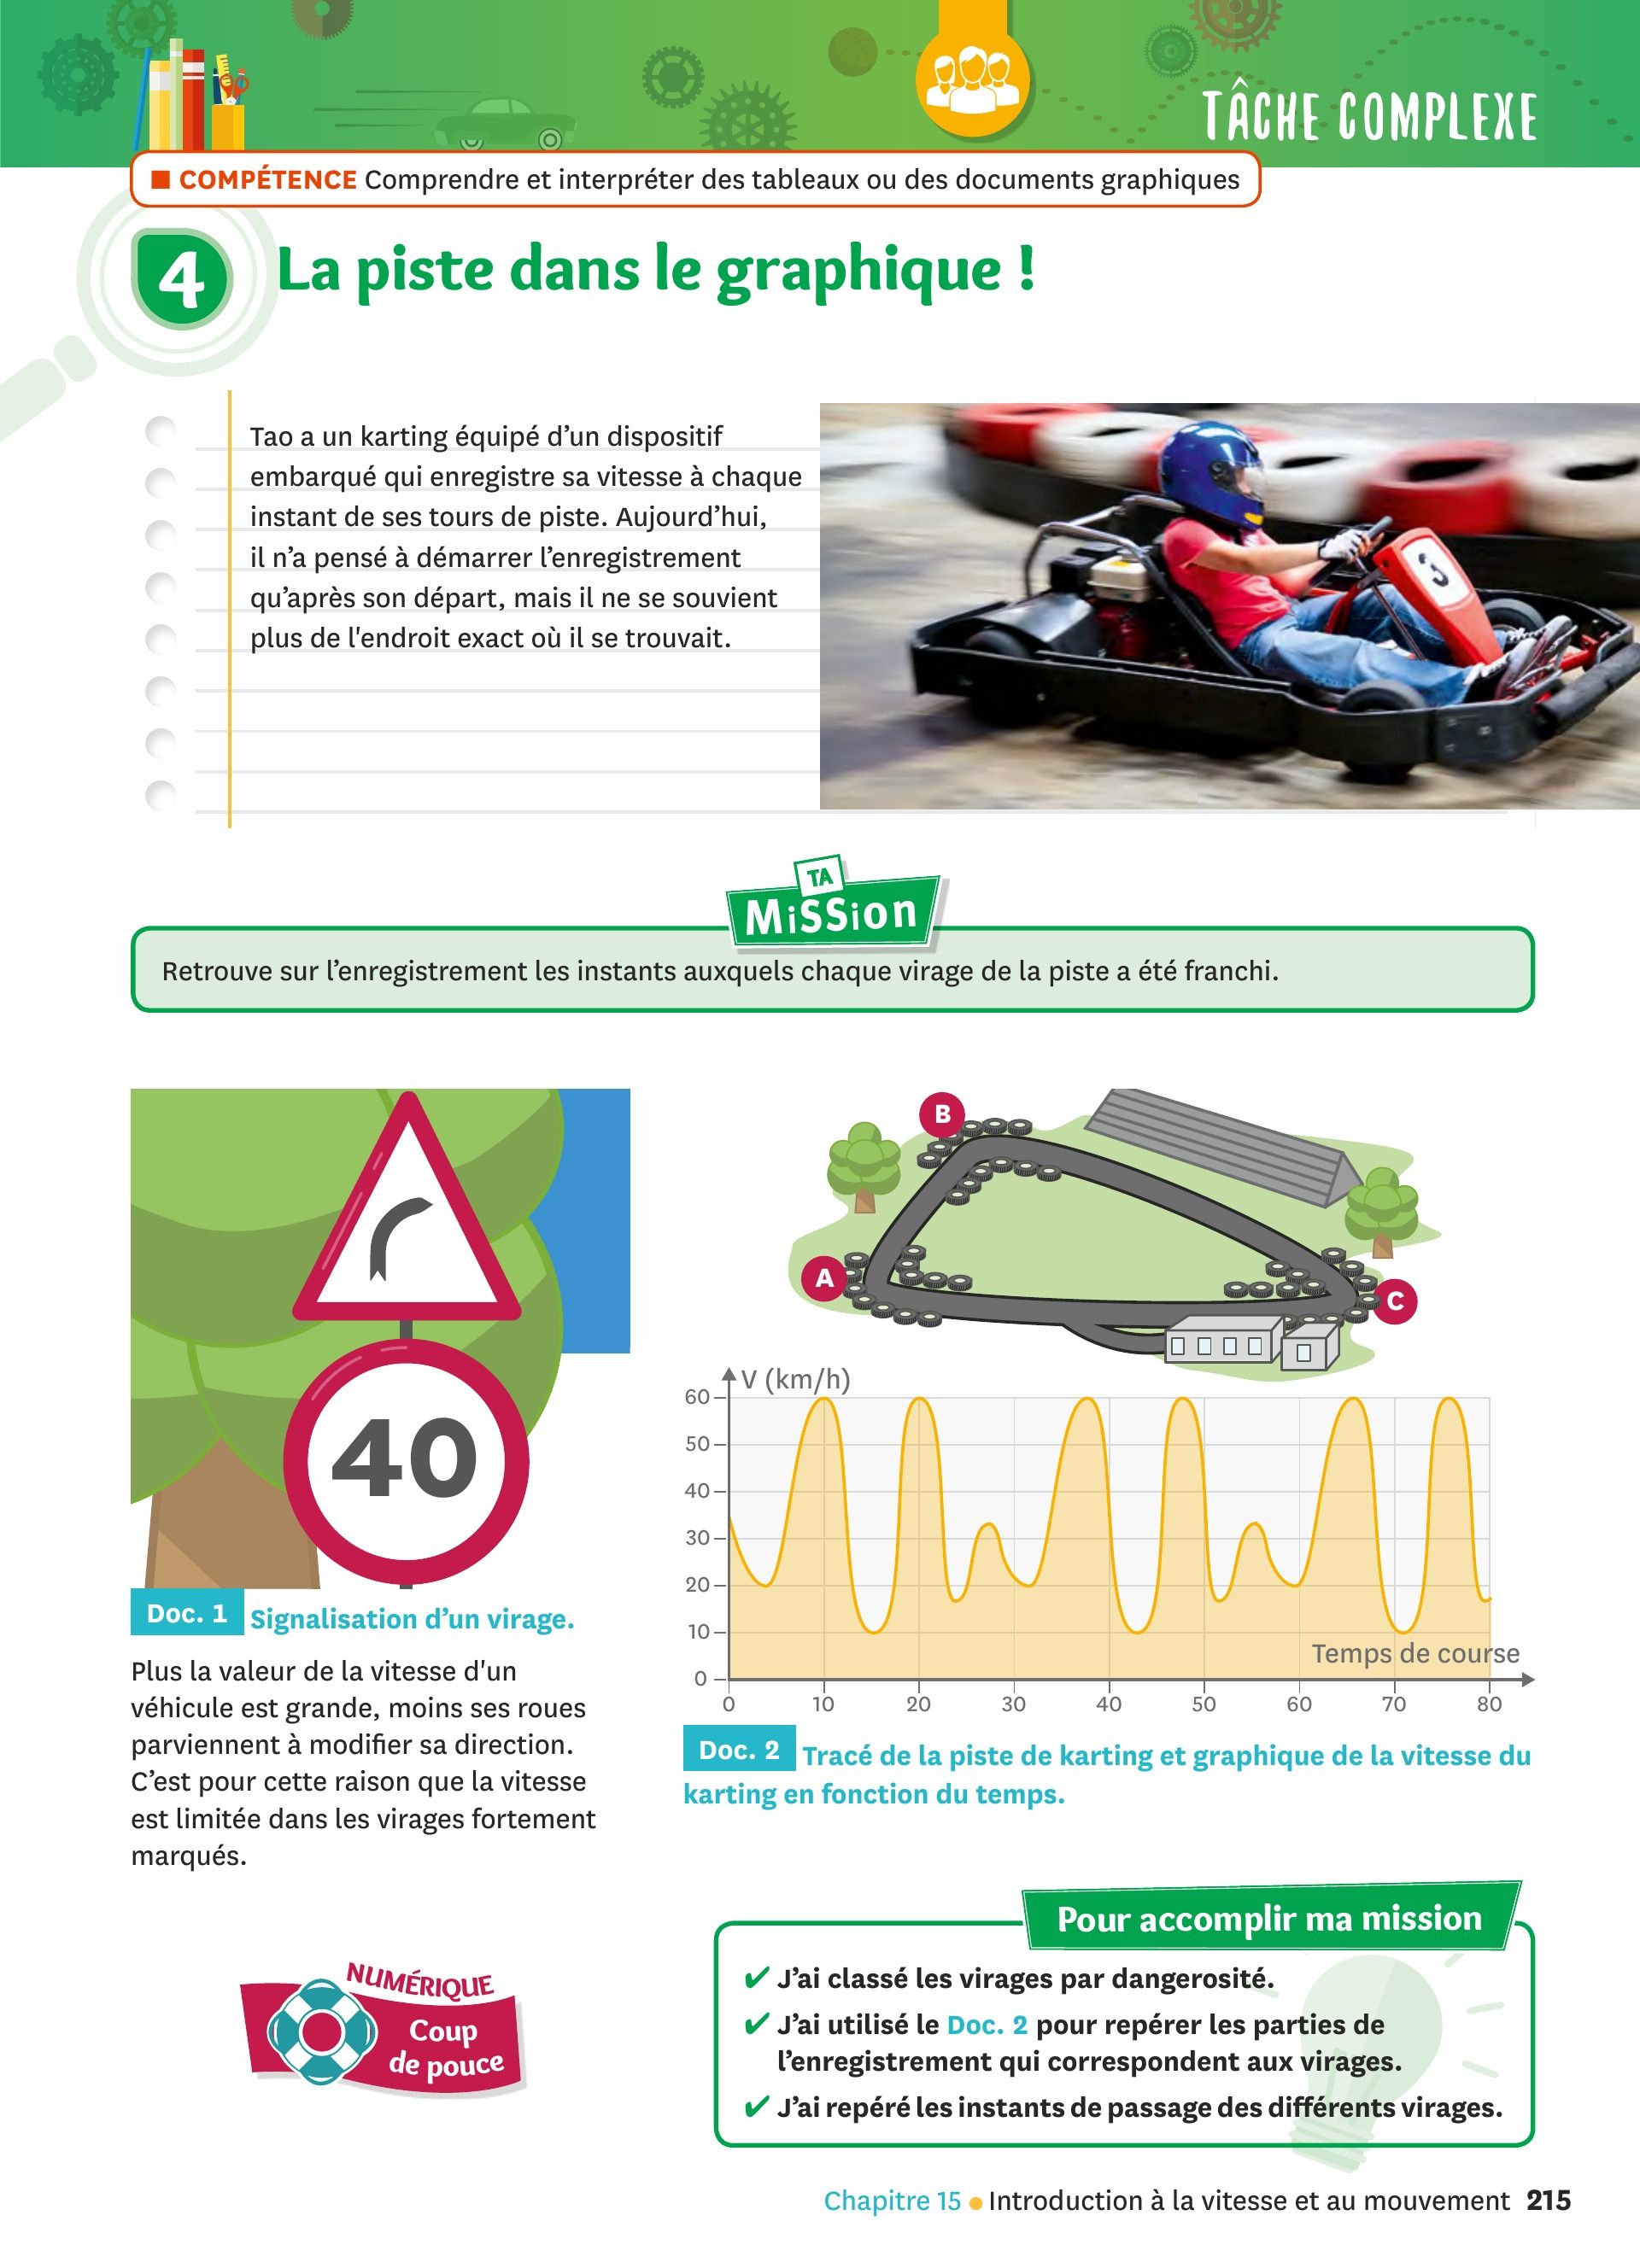 TÂCHE COMPLEXE
■ COMPÉTENCE Comprendre et interpréter des tableaux ou des documents graphiques
4 La piste dans le graphique !
Tao a un karting équipé d’un dispositif
embarqué qui enregistre sa vitesse à chaque
instant de ses tours de piste. Aujourd’hui,
il n’a pensé à démarrer l’enregistrement
qu’après son départ, mais il ne se souvient
plus de l'endroit exact où il se trouvait.
3
TA
MiSSion
Retrouve sur l’enregistrement les instants auxquels chaque virage de la piste a été franchi.
40
Doc. 1 Signalisation d’un virage.
Plus la valeur de la vitesse d'un
véhicule est grande, moins ses roues
parviennent à modifier sa direction.
C’est pour cette raison que la vitesse
est limitée dans les virages fortement
marqués.
B
A
C
V (km/h)
60
50
40
30
20
10
0
Temps de course
0 10 20 30 40 50 60 70 80
Doc. 2 Tracé de la piste de karting et graphique de la vitesse du
karting en fonction du temps.
NUMÉRIQUE
Coup
de pouce
Pour accomplir ma mission
✔ J’ai classé les virages par dangerosité.
✔ J’ai utilisé le Doc. 2 pour repérer les parties de
l’enregistrement qui correspondent aux virages.
✔ J’ai repéré les instants de passage des différents virages.
Chapitre 15 • Introduction à la vitesse et au mouvement 215